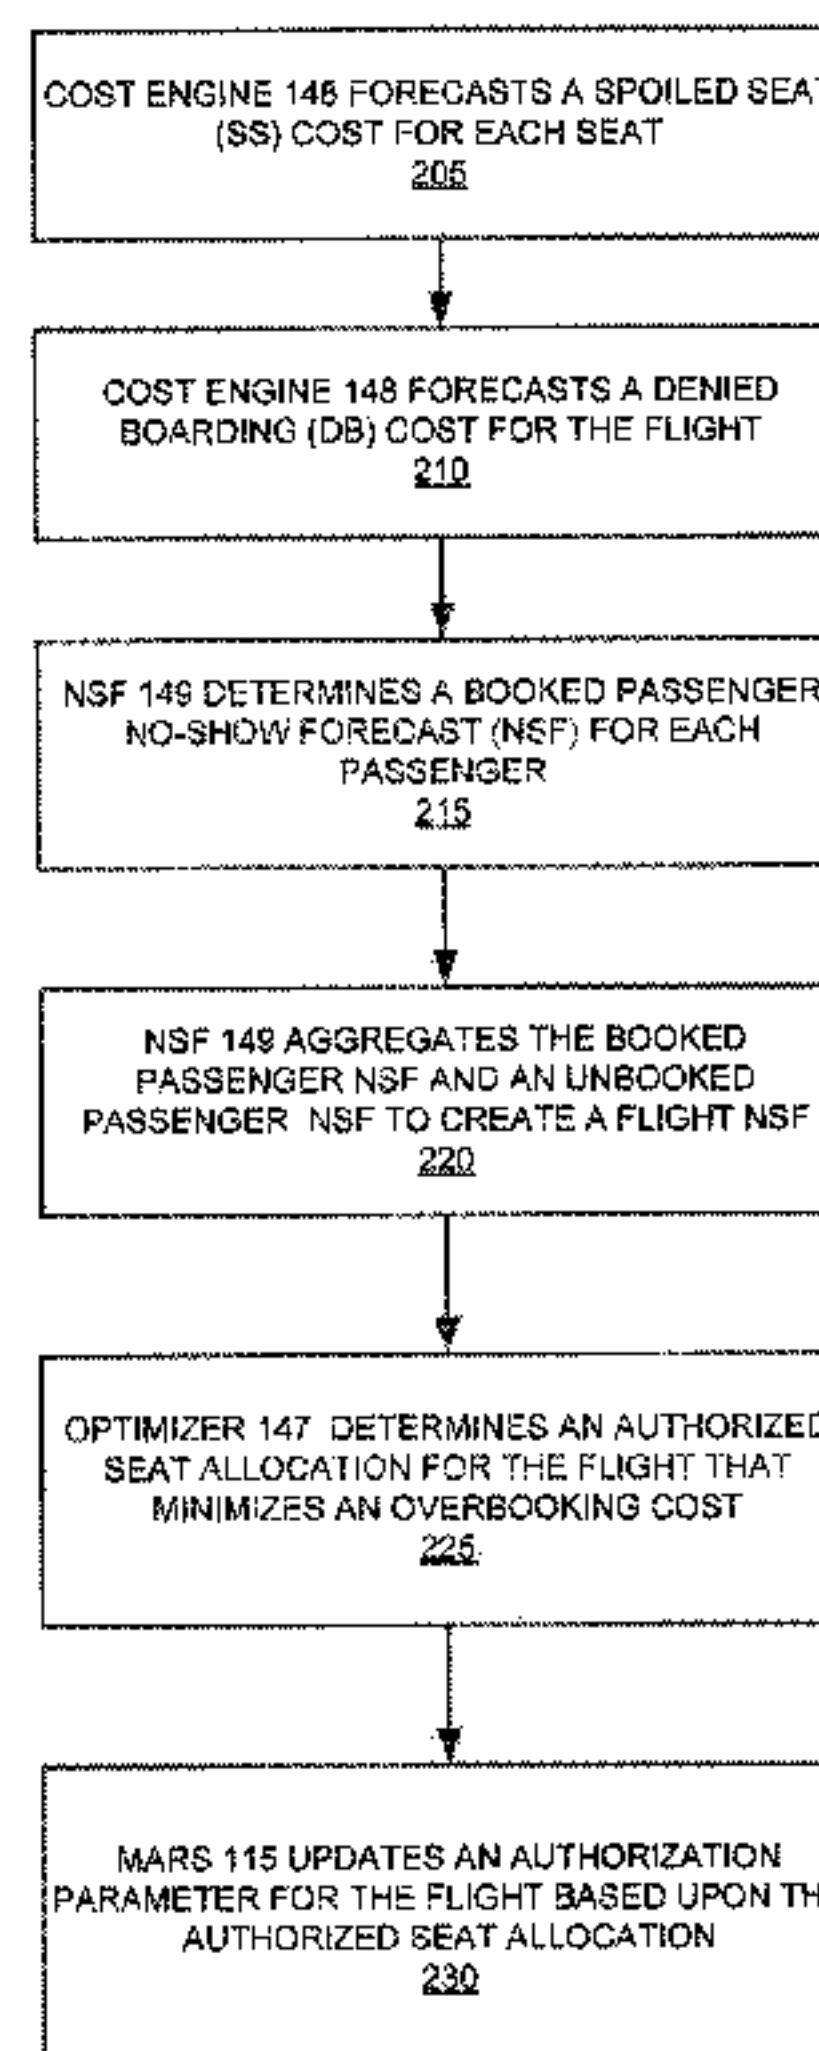 COST ENGINE 148 FORECASTS A SPOILED SEAT
(SS) COST FOR EACH SEAT
205
COST ENGINE 148 FORECASTS A DENIED
BOARDING (DB) COST FOR THE FLIGHT
210
NSF 149 DETERMINES A BOOKED PASSENGER
NO-SHOW FORECAST (NSF) FOR EACH
PASSENGER
215
NSF 149 AGGREGATES THE BOOKED
PASSENGER NSF AND AN UNBOOKED
PASSENGER NSF TO CREATE A FLIGHT NSF
220
OPTIMIZER 147 DETERMINES AN AUTHORIZED
SEAT ALLOCATION FOR THE FLIGHT THAT
MINIMIZES AN OVERBOOKING COST
225
MARS 115 UPDATES AN AUTHORIZATION
PARAMETER FOR THE FLIGHT BASED UPON TH
AUTHORIZED SEAT ALLOCATION
230